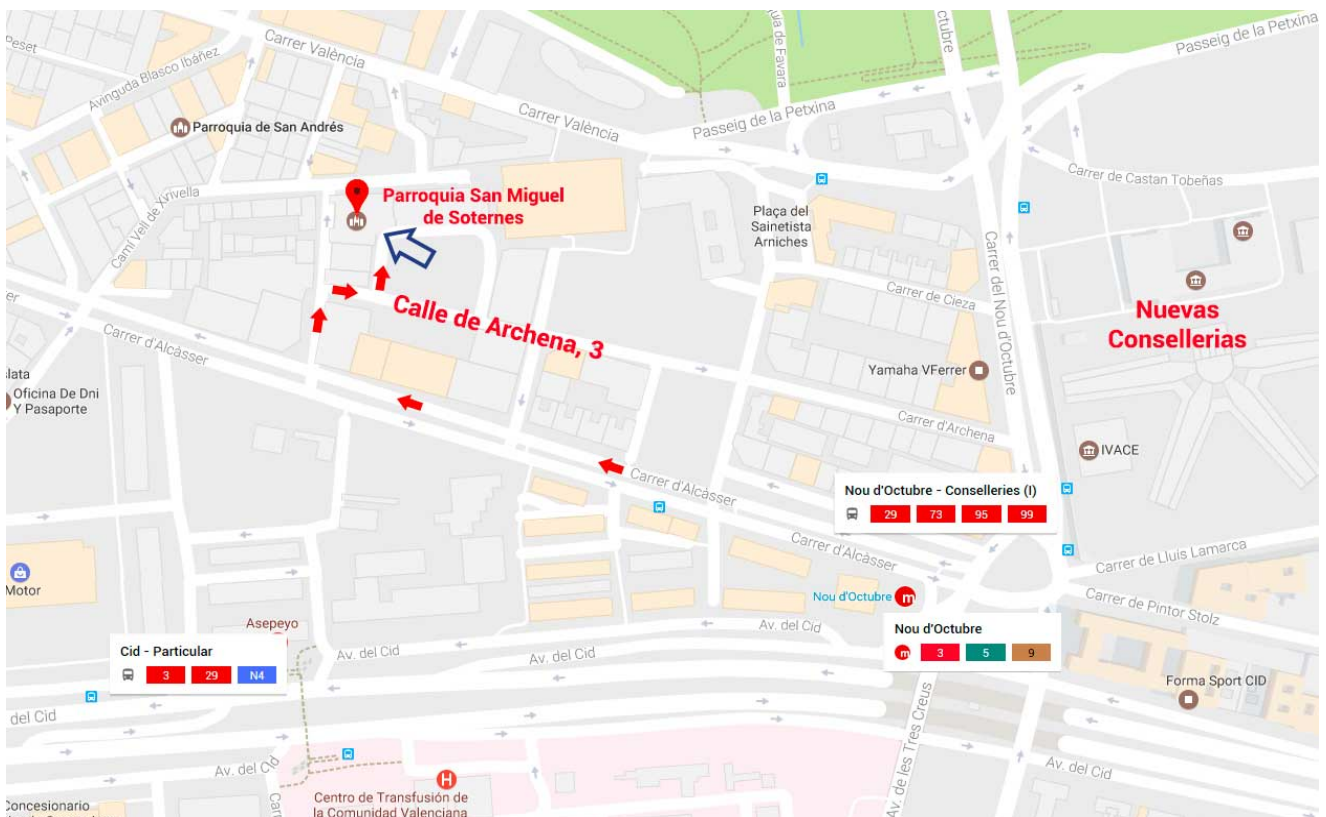 Peset
Avinguda Blasco Ibáñez
Carrer València
Parroquia de San Andrés
Carrer València
Passeig de la Petxina
Passeig de la Petxina
Carrer de Castan Tobeñas
Camí Vell de Xirivella
Parroquia San Miguel
de Soternes
Plaça del
Sainetista
Arniches
Carrer de Cieza
Carrer del Nou d'Octubre
Nuevas
Consellerias
Calle de Archena, 3
Carrer d'Alcàsser
Oficina De Dni
Y Pasaporte
Yamaha VFerrer
Carrer d'Archena
IVACE
Carrer d'Alcàsser
Nou d'Octubre - Conselleries (I)
29 73 95 99
Carrer d'Alcàsser
Carrer de Lluis Lamarca
Carrer de Pintor Stolz
Motor
Nou d'Octubre
m
Asepeyo
Av. del Cid
Nou d'Octubre
m 3 5 9
Cid - Particular
3 29 N4
Av. del Cid
Av. del Cid
Forma Sport CID
del Cid
Av. de les Tres Creus
Av. del Cid
Av. del Cid
H
Centro de Transfusión de
la Comunidad Valenciana
Concesionario